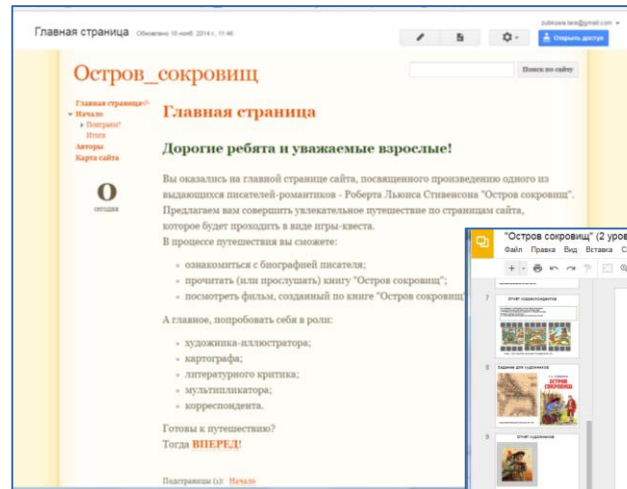 zubkowa.lara@gmail.com
Главная страница Обновлено 16 нояб. 2014 г., 11:46
Открыть доступ
Остров_сокровищ
Поиск по сайту
Главная страница
Начало
Поиграем?
Итоги
Авторы
Карта сайта
0
сегодня
Главная страница
Дорогие ребята и уважаемые взрослые!
Вы оказались на главной странице сайта, посвященного произведению одного из
выдающихся писателей-романтиков - Роберта Льюиса Стивенсона "Остров сокровищ".
Предлагаем вам совершить увлекательное путешествие по страницам сайта,
которое будет проходить в виде игры-квеста.
В процессе путешествия вы сможете:
ознакомиться с биографией писателя;
прочитать (или прослушать) книгу "Остров сокровищ";
посмотреть фильм, созданный по книге "Остров сокровищ"
А главное, попробовать себя в роли:
художника-иллюстратора;
картографа;
литературного критика;
мультипликатора;
корреспондента.
Готовы к путешествию?
Тогда ВПЕРЕД!
Подстраницы (1): Начало
"Остров сокровищ" (2 уров
Файл Правка Вид Вставка С
7
ОТЧЕТ КОРРЕСПОНДЕНТОВ
8
ЗАДАНИЕ ДЛЯ ХУДОЖНИКОВ
ОСТРОВ
СОКРОВИЩ
9
ОТЧЕТ ХУДОЖНИКОВ